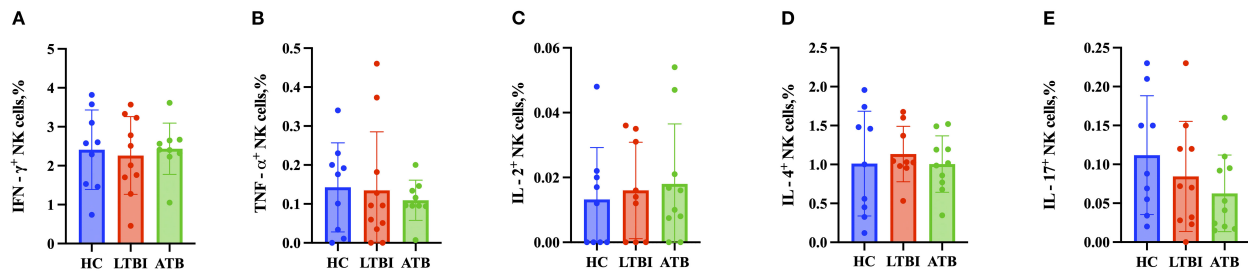 A
IFN - γ⁺ NK cells,%
5
4
3
2
1
0
HC LTBI ATB
B
TNF - α⁺ NK cells,%
0.5
0.4
0.3
0.2
0.1
0.0
HC LTBI ATB
C
IL - 2⁺ NK cells,%
0.06
0.04
0.02
0.00
HC LTBI ATB
D
IL - 4⁺ NK cells,%
2.5
2.0
1.5
1.0
0.5
0.0
HC LTBI ATB
E
IL - 17⁺ NK cells,%
0.25
0.20
0.15
0.10
0.05
0.00
HC LTBI ATB